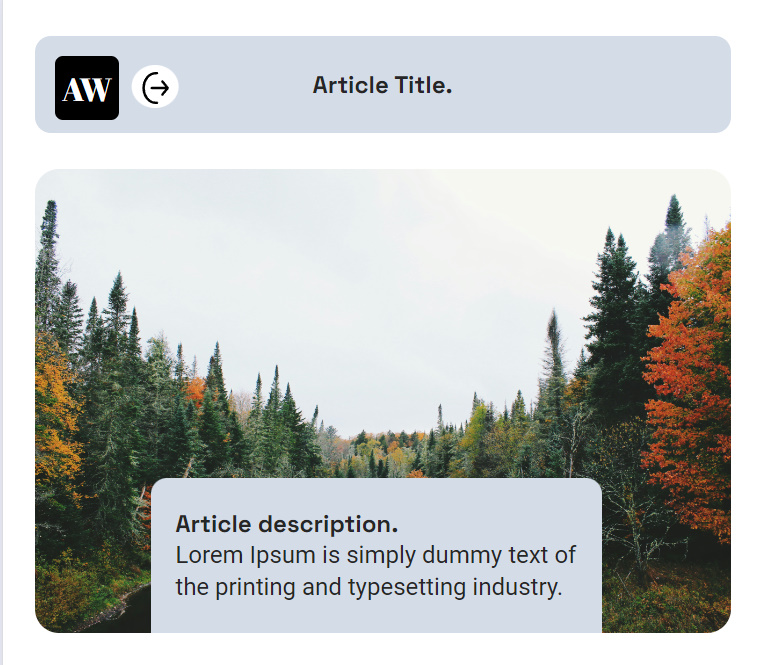 AW
Article Title.
Article description.
Lorem Ipsum is simply dummy text of
the printing and typesetting industry.